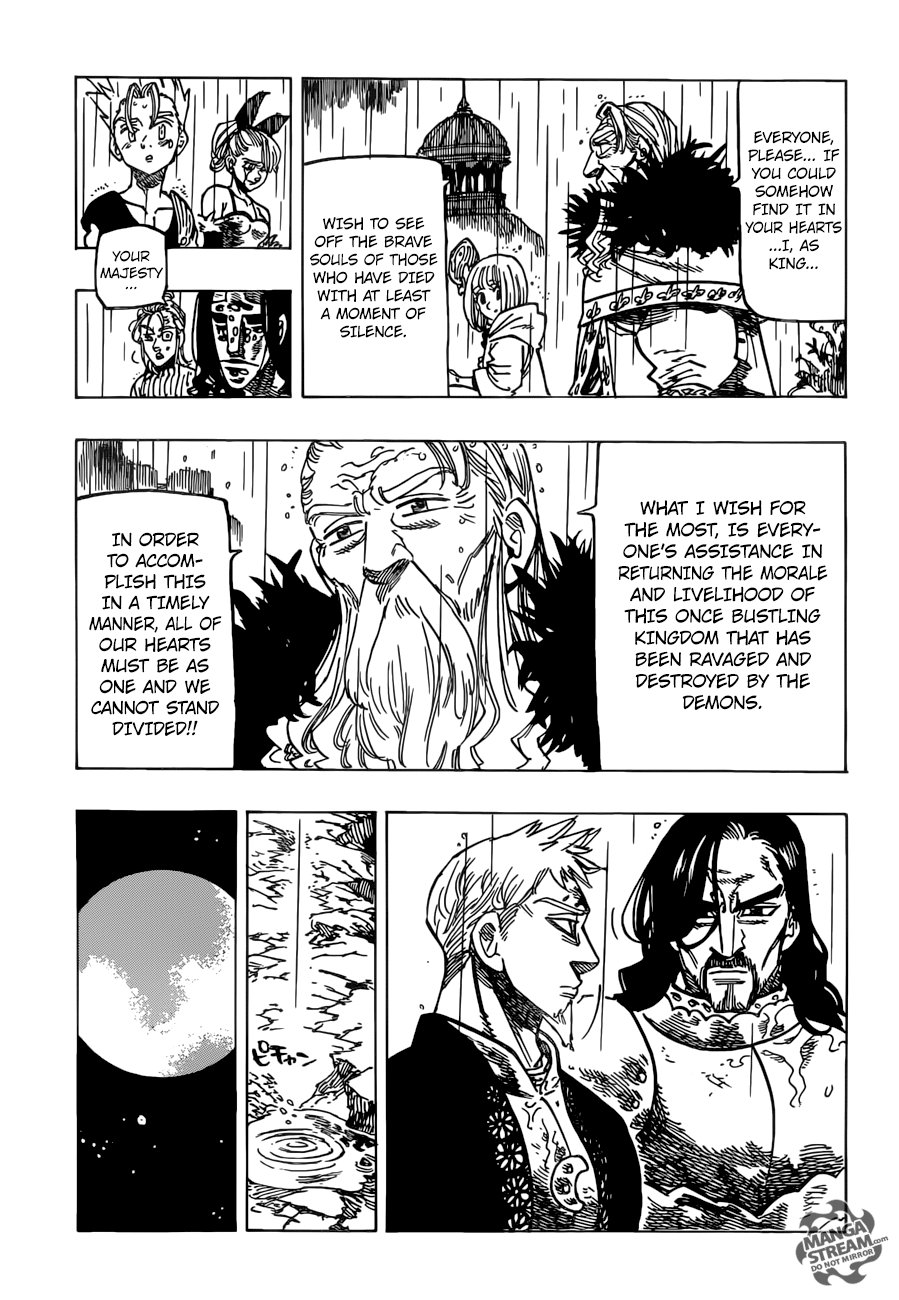 EVERYONE,
PLEASE... IF
YOU COULD
SOMEHOW
FIND IT IN
YOUR HEARTS
...I, AS
KING...
WISH TO SEE
OFF THE BRAVE
SOULS OF THOSE
WHO HAVE DIED
WITH AT LEAST
A MOMENT OF
SILENCE.
YOUR
MAJESTY
...
WHAT I WISH FOR
THE MOST, IS EVERY-
ONE'S ASSISTANCE IN
RETURNING THE MORALE
AND LIVELIHOOD OF
THIS ONCE BUSTLING
KINGDOM THAT HAS
BEEN RAVAGED AND
DESTROYED BY THE
DEMONS.
IN ORDER
TO ACCOM-
PLISH THIS
IN A TIMELY
MANNER, ALL OF
OUR HEARTS
MUST BE AS
ONE AND WE
CANNOT STAND
DIVIDED!!
ピチャン
MANGA
STREAM.com
DO NOT MIRROR